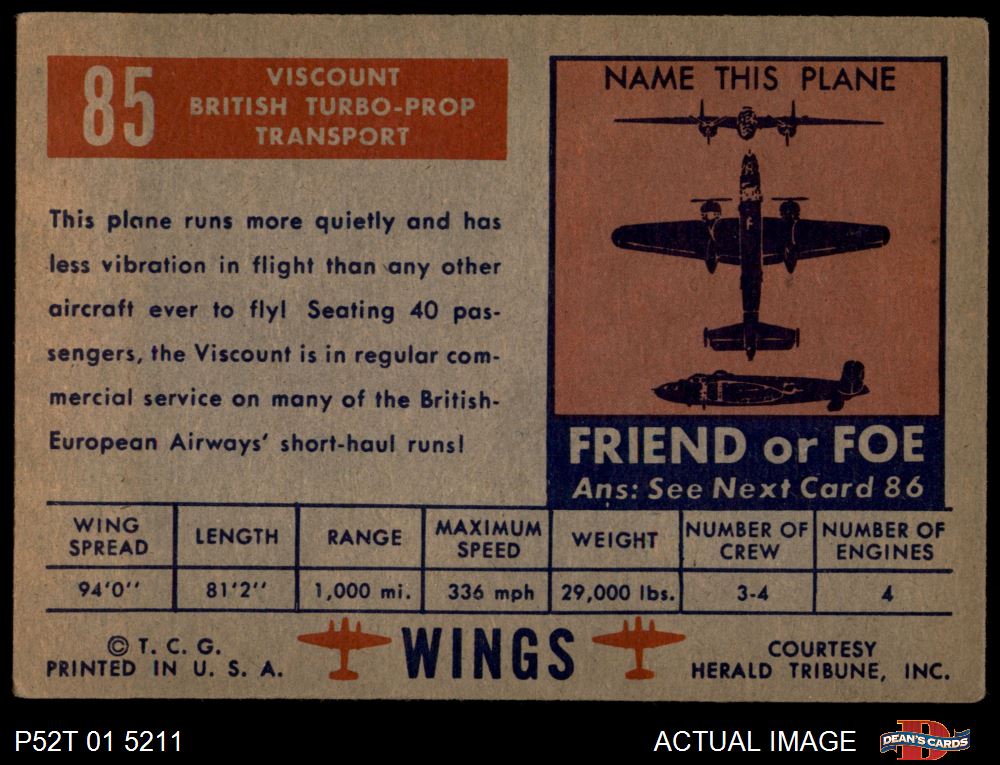 85
VISCOUNT
BRITISH TURBO-PROP
TRANSPORT
This plane runs more quietly and has
less vibration in flight than any other
aircraft ever to fly! Seating 40 pas-
sengers, the Viscount is in regular com-
mercial service on many of the British-
European Airways' short-haul runs!
NAME THIS PLANE
FRIEND or FOE
Ans: See Next Card 86
WING SPREAD
LENGTH
RANGE
MAXIMUM SPEED
WEIGHT
NUMBER OF CREW
NUMBER OF ENGINES
94'0''
81'2''
1,000 mi.
336 mph
29,000 lbs.
3-4
4
© T. C. G.
PRINTED IN U. S. A.
WINGS
COURTESY
HERALD TRIBUNE, INC.
P52T 01 5211
ACTUAL IMAGE
D
DEAN'S CARDS